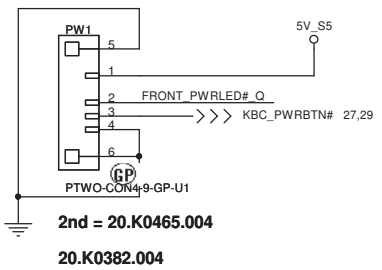 PW1
5V_S5
5
1
2 FRONT_PWRLED#_Q
3 KBC_PWRBTN# 27,29
4
6
GP
PTWO-CON4-9-GP-U1
2nd = 20.K0465.004
20.K0382.004